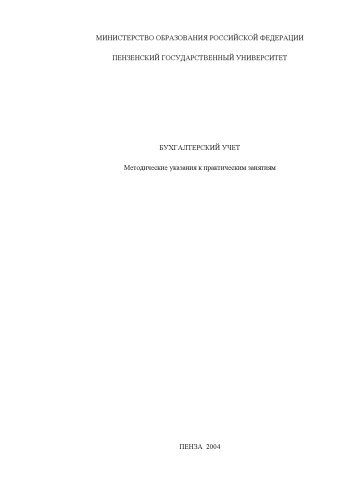 МИНИСТЕРСТВО ОБРАЗОВАНИЯ РОССИЙСКОЙ ФЕДЕРАЦИИ
ПЕНЗЕНСКИЙ ГОСУДАРСТВЕННЫЙ УНИВЕРСИТЕТ
БУХГАЛТЕРСКИЙ УЧЕТ
Методические указания к практическим занятиям
ПЕНЗА 2004